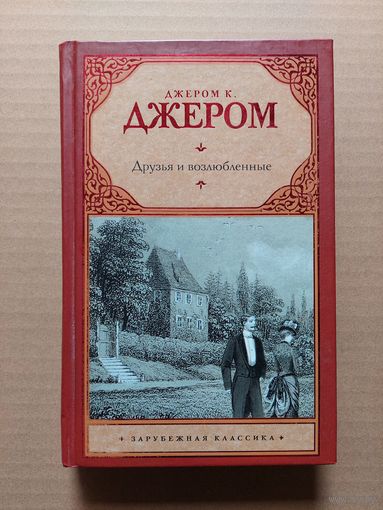 ДЖЕРОМ К.
ДЖЕРОМ
Друзья и возлюбленные
ЗАРУБЕЖНАЯ КЛАССИКА